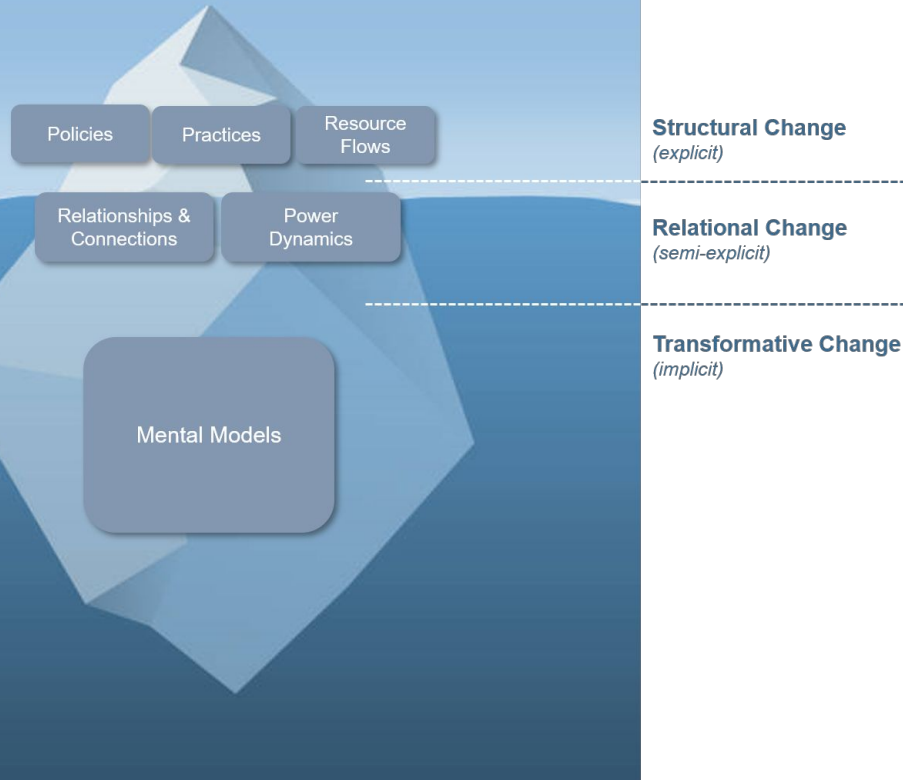 Policies
Practices
Resource
Flows
Structural Change
(explicit)
Relationships &
Connections
Power
Dynamics
Relational Change
(semi-explicit)
Transformative Change
(implicit)
Mental Models